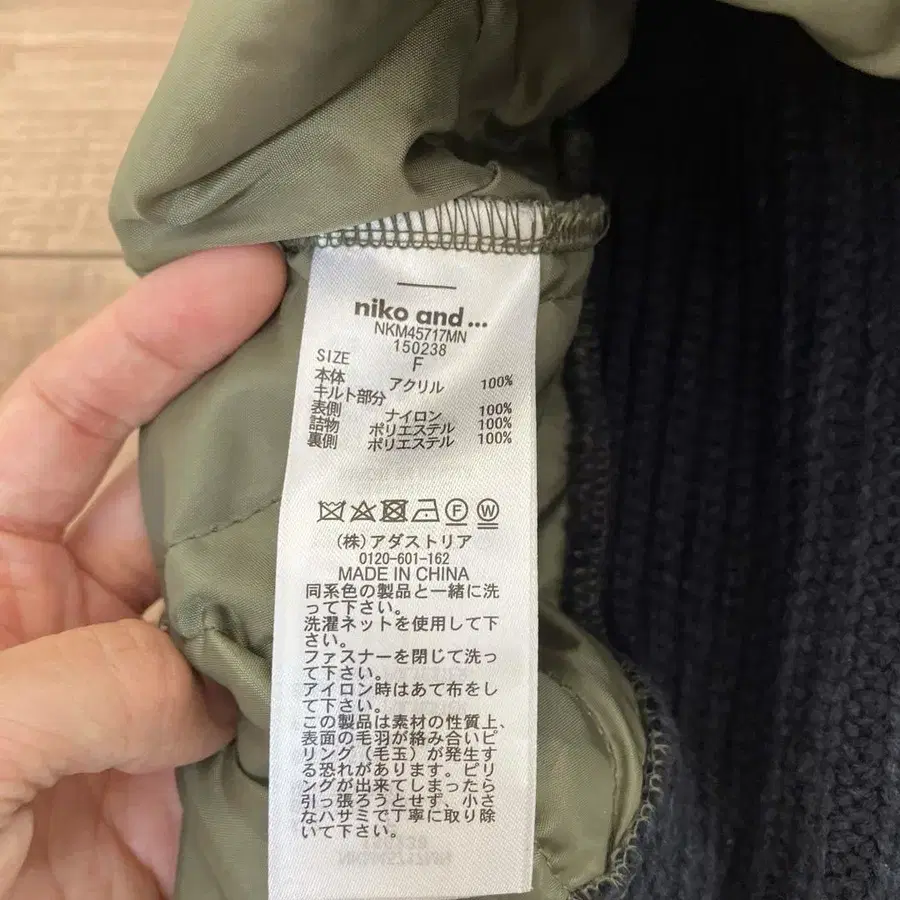 niko and ...
NKM45717MN
150238
SIZE F
本体 アクリル 100%
キルト部分
表側 ナイロン 100%
詰物 ポリエステル 100%
裏側 ポリエステル 100%
F W
(株)アダストリア
0120-601-162
MADE IN CHINA
同系色の製品と一緒に洗
って下さい。
洗濯ネットを使用して下
さい。
ファスナーを閉じて洗っ
て下さい。
アイロン時はあて布をし
て下さい。
この製品は素材の性質上、
表面の毛羽が絡み合いピ
リング(毛玉)が発生す
る恐れがあります。ピリ
ングが出来てしまったら
引っ張ろうとせず、小さ
なハサミで丁寧に取り除
いて下さい。